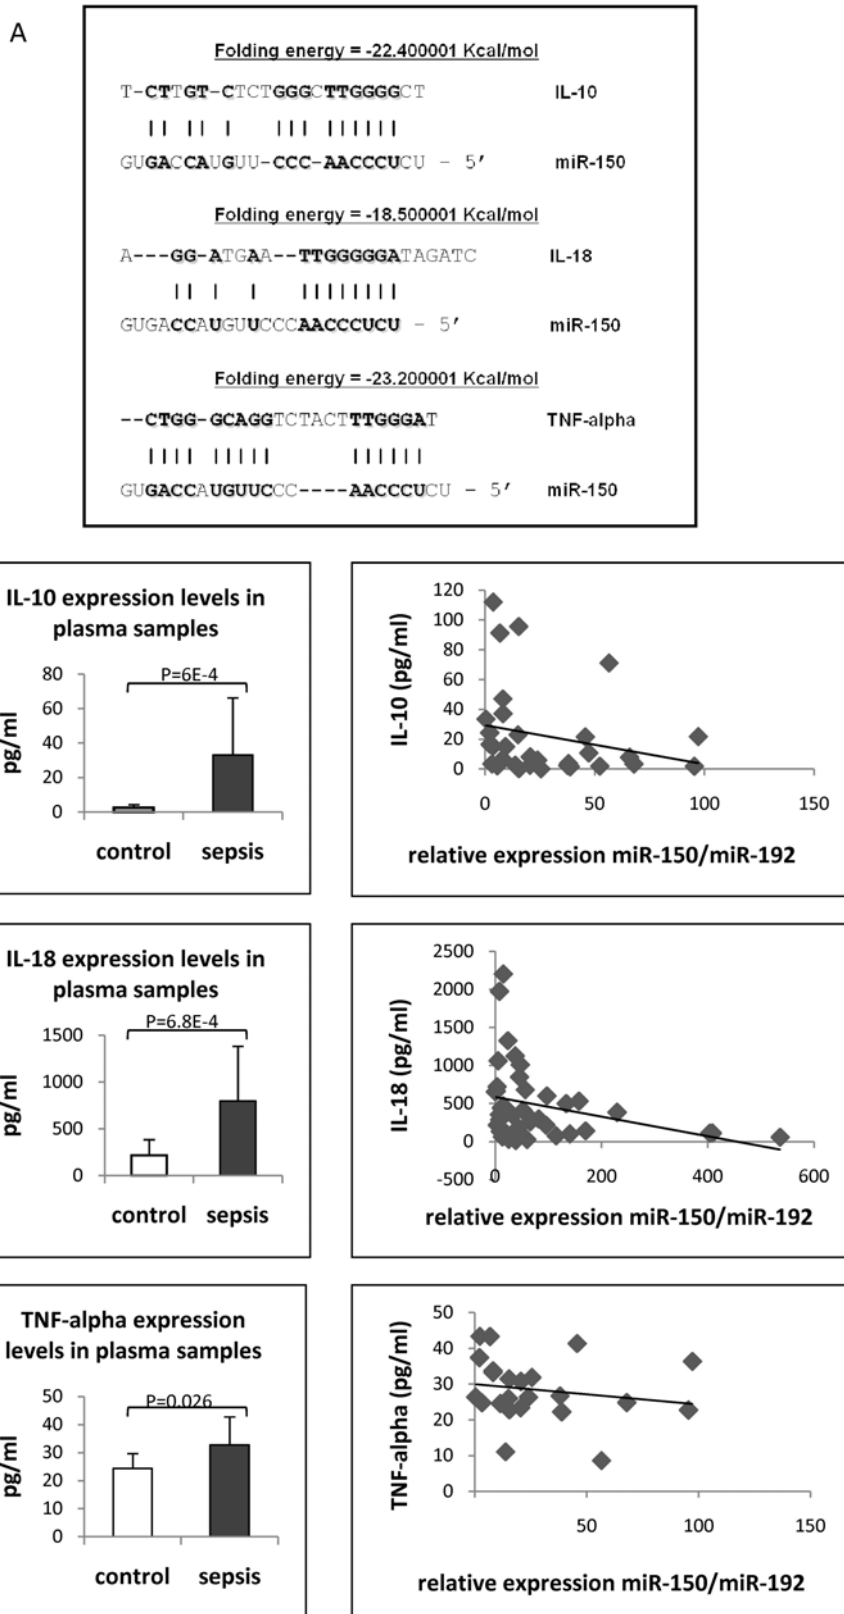 A
Folding energy = -22.400001 Kcal/mol
T-CTTGT-CTCTGGGCTTGGGGCT IL-10
GUGACCAUGUU-CCC-AACCCUCU - 5' miR-150
Folding energy = -18.500001 Kcal/mol
A---GG-ATGAA--TTGGGGGATAGATC IL-18
GUGACCAUGUUCCCAACCCUCU - 5' miR-150
Folding energy = -23.200001 Kcal/mol
--CTGG-GCAGGTCTACTTTGGGAT TNF-alpha
GUGACCAUGUUCCC----AACCCUCU - 5' miR-150
IL-10 expression levels in
plasma samples
P=6E-4
80
60
40
20
0
pg/ml
control sepsis
120
100
80
60
40
20
0
IL-10 (pg/ml)
0 50 100 150
relative expression miR-150/miR-192
IL-18 expression levels in
plasma samples
P=6.8E-4
1500
1000
500
0
pg/ml
control sepsis
2500
2000
1500
1000
500
0
-500
IL-18 (pg/ml)
0 200 400 600
relative expression miR-150/miR-192
TNF-alpha expression
levels in plasma samples
P=0.026
50
40
30
20
10
0
pg/ml
control sepsis
50
40
30
20
10
0
TNF-alpha (pg/ml)
50 100 150
relative expression miR-150/miR-192